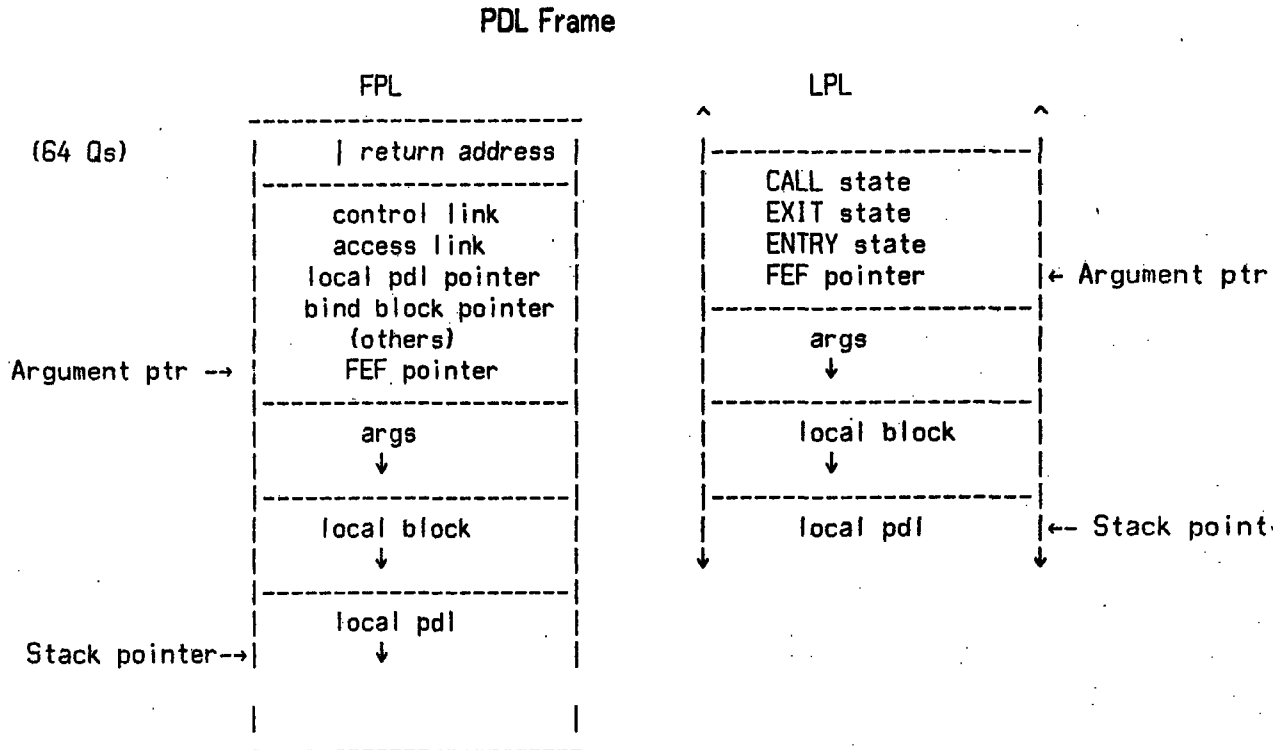 PDL Frame
FPL
(64 Qs)
| return address
control link
access link
local pdl pointer
bind block pointer
(others)
Argument ptr --→ FEF pointer
args
↓
local block
↓
local pdl
Stack pointer--→ ↓
LPL
CALL state
EXIT state
ENTRY state
FEF pointer ← Argument ptr
args
↓
local block
↓
local pdl ←-- Stack point